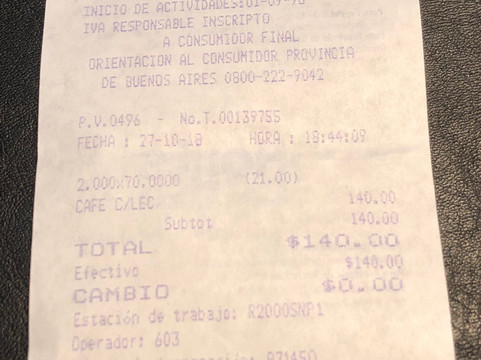 INICIO DE ACTIVIDADES:01-09-90
IVA RESPONSABLE INSCRIPTO
A CONSUMIDOR FINAL
ORIENTACION AL CONSUMIDOR PROVINCIA
DE BUENOS AIRES 0800-222-9042
P.V.0496 - No.T.00139755
FECHA : 27-10-18 HORA : 18:44:09
2.000x70.0000 (21.00)
CAFE C/LEC 140.00
Subtot 140.00
TOTAL $140.00
Efectivo $140.00
CAMBIO $0.00
Estación de trabajo: R2000SNP1
Operador: 603